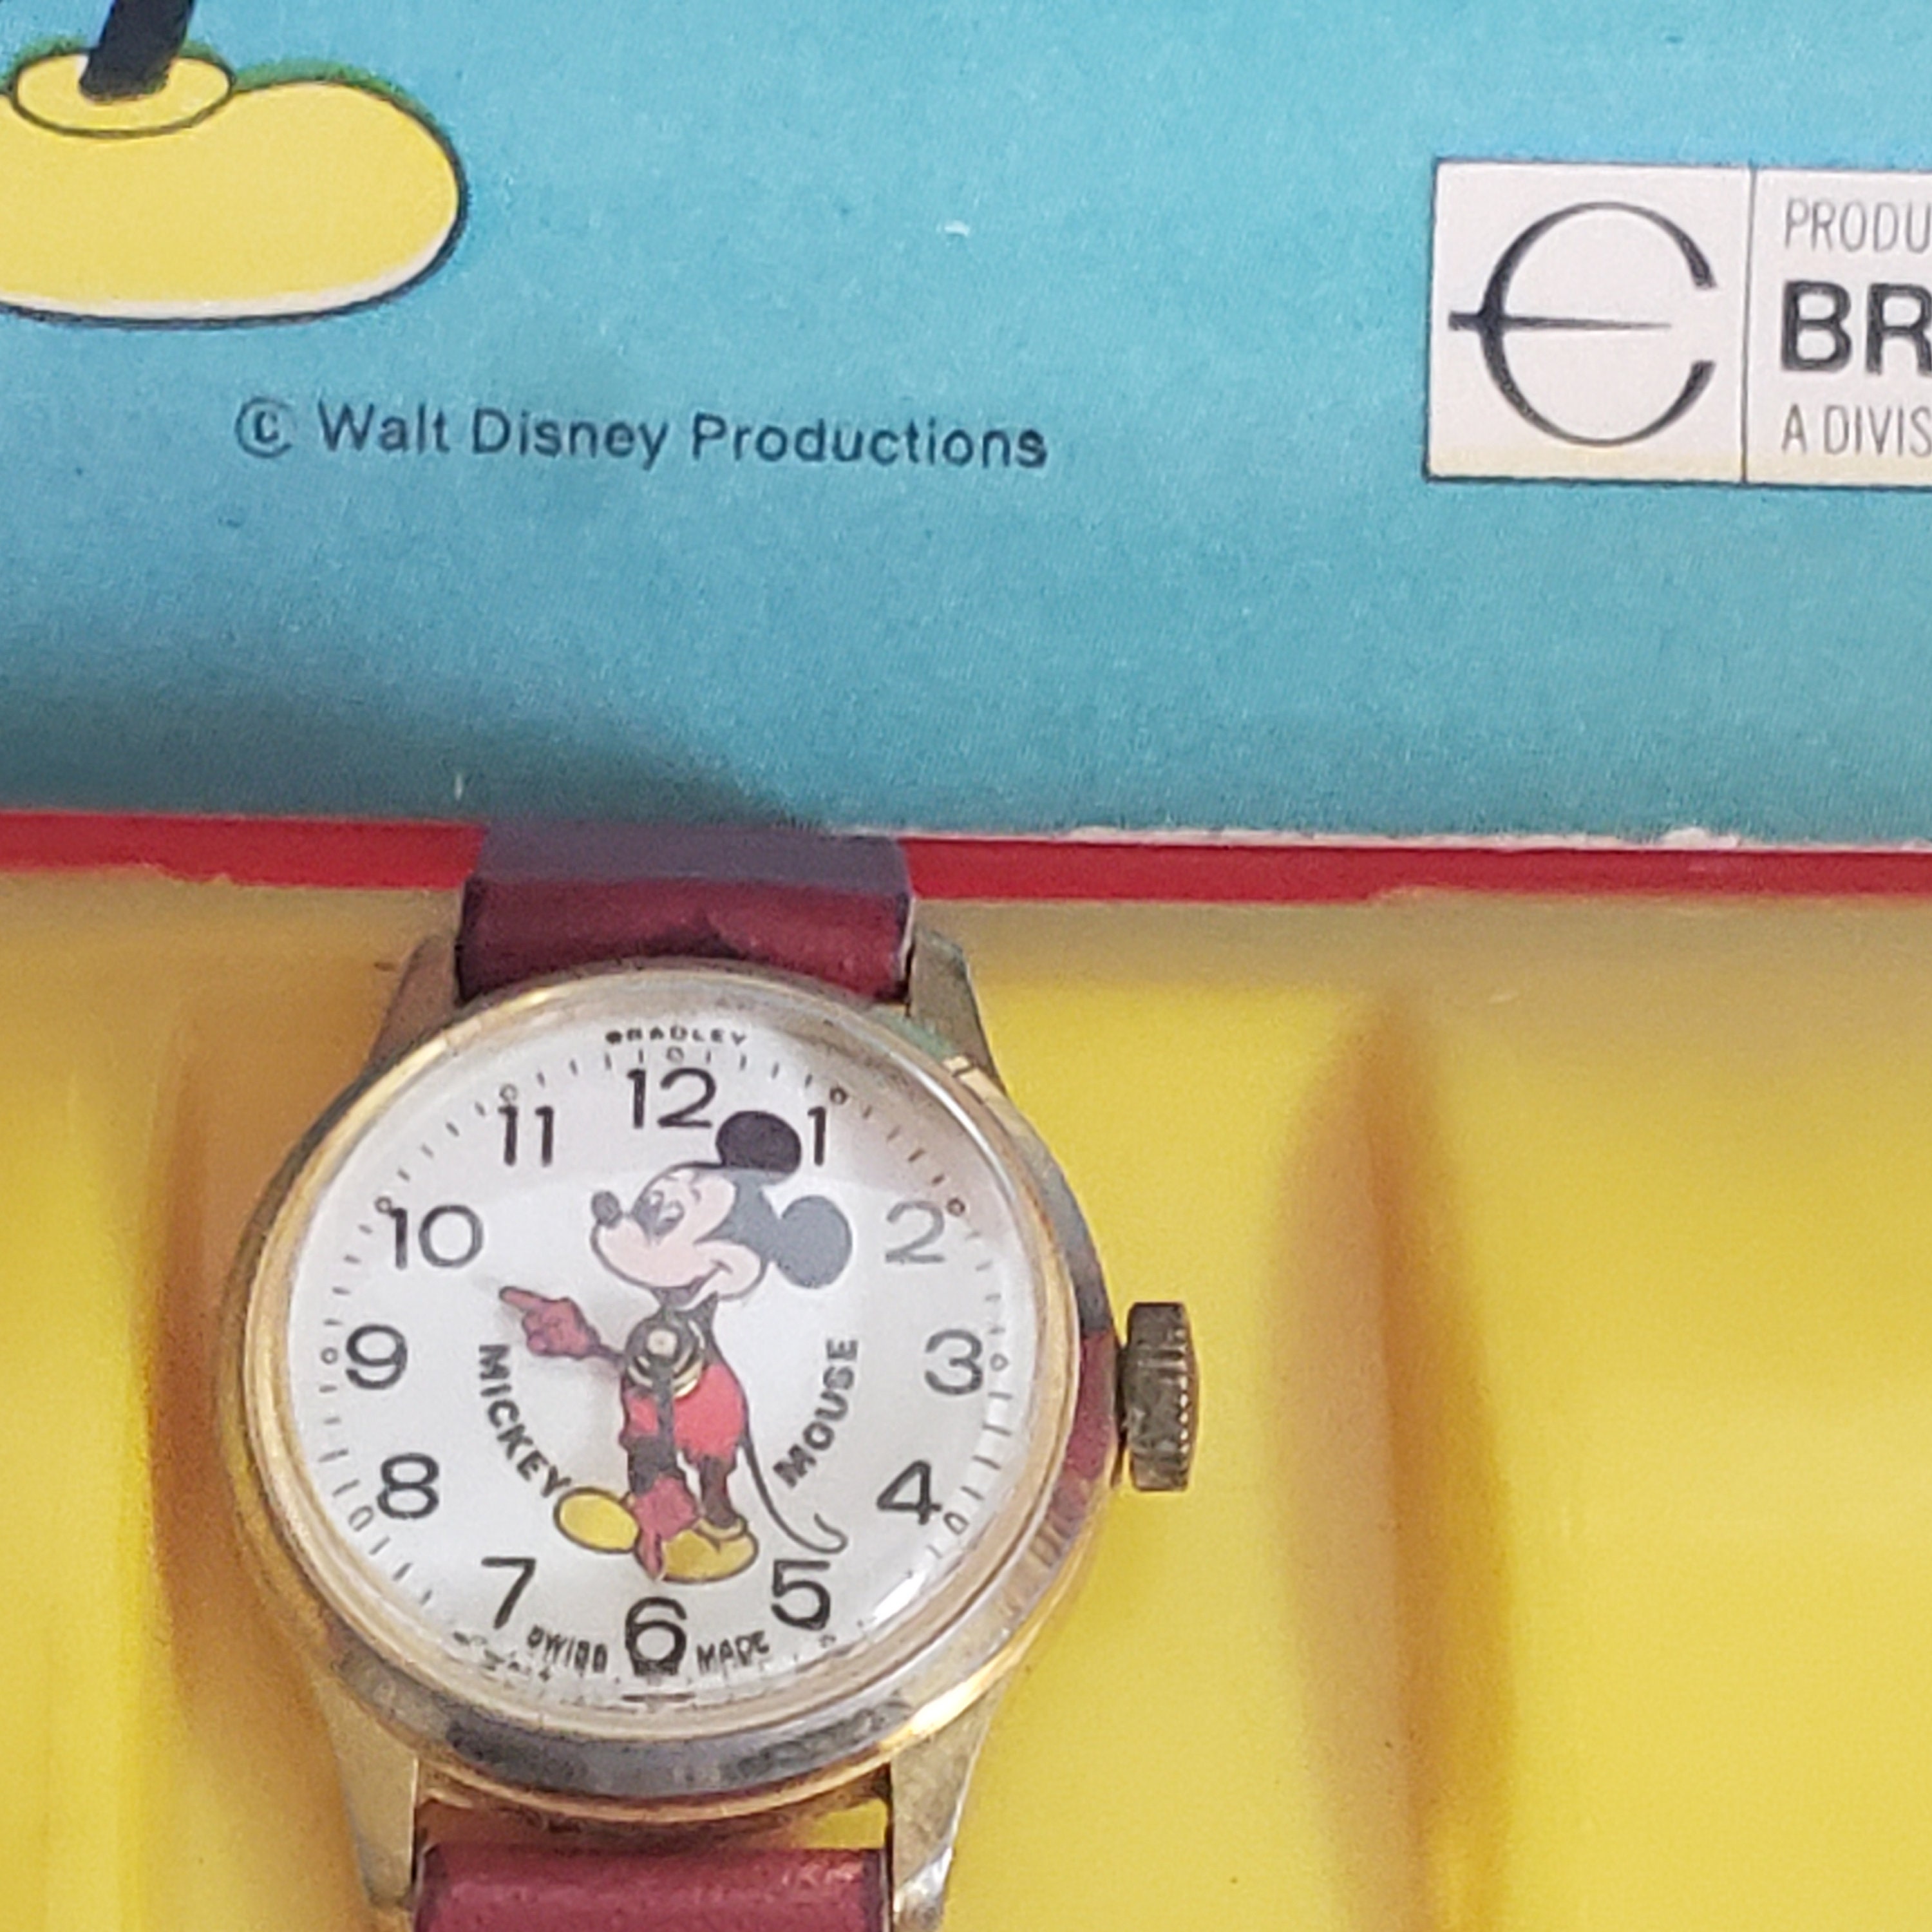 © Walt Disney Productions
PRODU
BR
A DIVIS
BRADLEY
12
11
1
10
2
9
3
8
4
7
5
6
MICKEY
MOUSE
SWISS
MADE